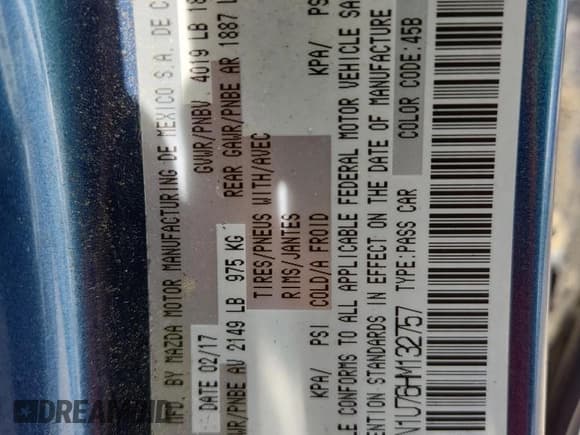 MFD. BY MAZDA MOTOR MANUFACTURING DE MEXICO S.A. DE C
DATE 02/17 GVWR/PNBV 4019 LB 18
GWR/PNBE AV 2149 LB 975 KG REAR GAWR/PNBE AR 1887 L
TIRES/PNEUS WITH/AVEC
RIMS/JANTES
KPA/ PSI COLD/A FROID KPA/ PS
LE CONFORMS TO ALL APPLICABLE FEDERAL MOTOR VEHICLE SA
ENTION STANDARDS IN EFFECT ON THE DATE OF MANUFACTURE
N1U76HM132757 TYPE:PASS CAR COLOR CODE:45B
DREAMBID